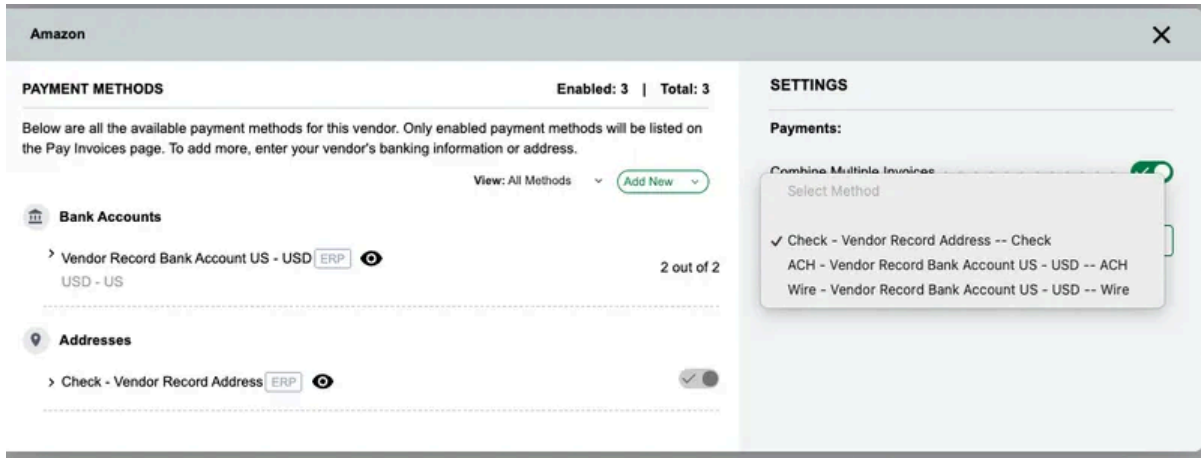 Amazon
PAYMENT METHODS
Enabled: 3 | Total: 3
Below are all the available payment methods for this vendor. Only enabled payment methods will be listed on
the Pay Invoices page. To add more, enter your vendor's banking information or address.
View: All Methods
Add New
Bank Accounts
Vendor Record Bank Account US - USD ERP
2 out of 2
USD - US
Addresses
Check - Vendor Record Address ERP
SETTINGS
Payments:
Combine Multiple Invoices
Select Method
Check - Vendor Record Address -- Check
ACH - Vendor Record Bank Account US - USD -- ACH
Wire - Vendor Record Bank Account US - USD -- Wire